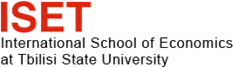 ISET
International School of Economics
at Tbilisi State University